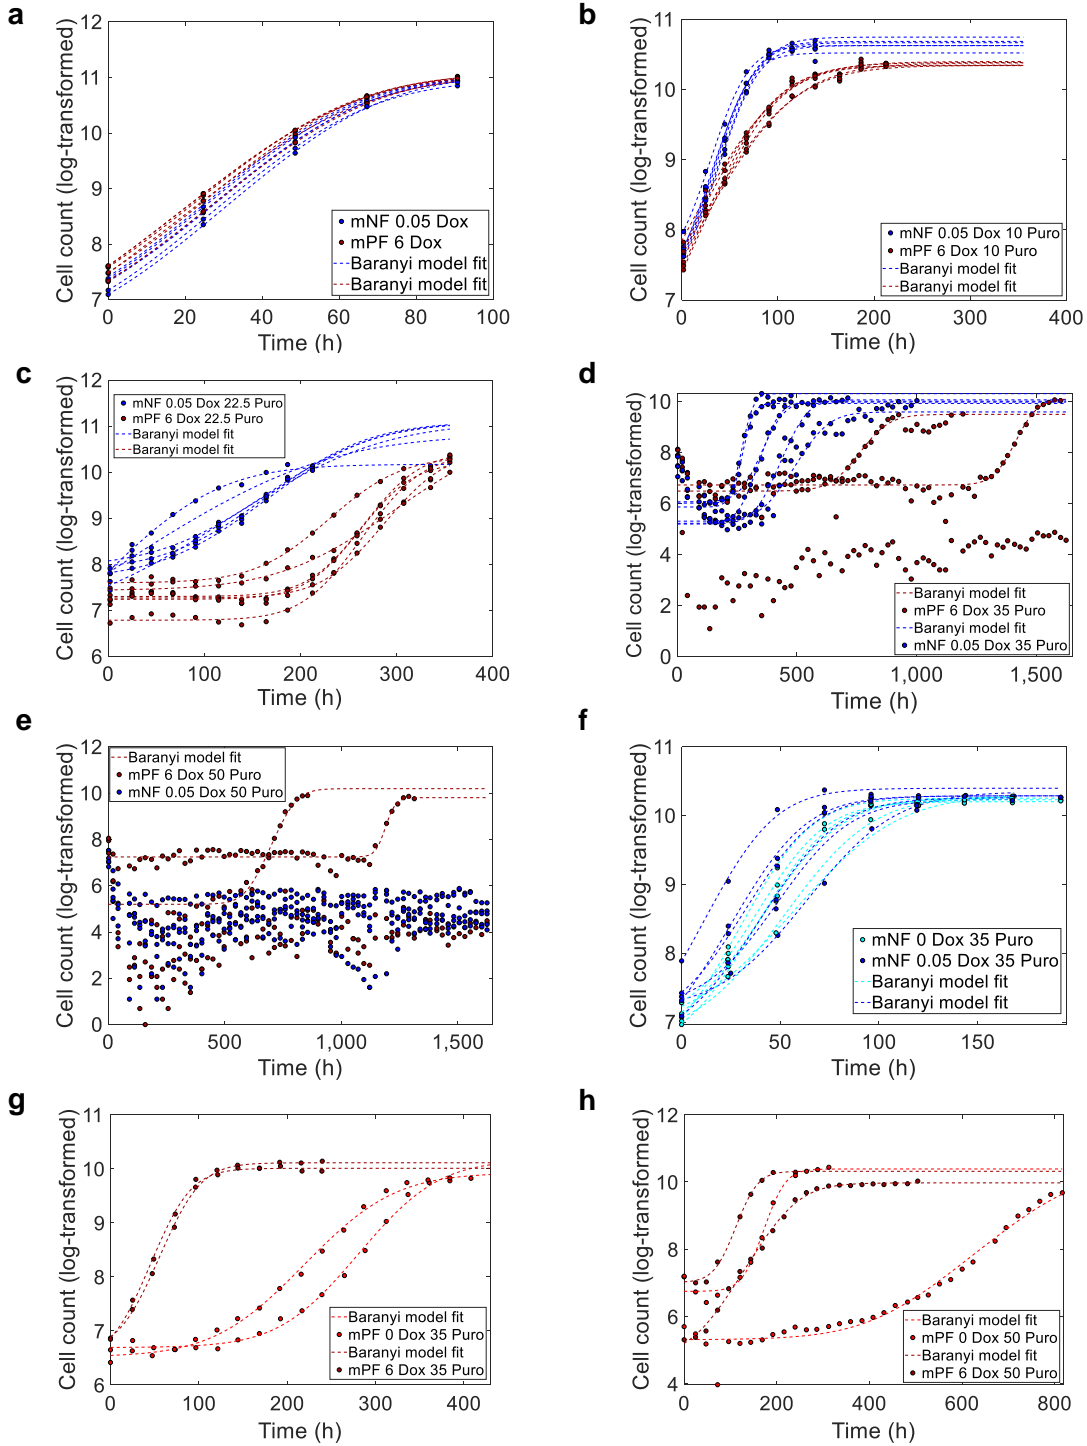 a
12
11
10
9
8
7
0
20
40
60
80
100
Cell count (log-transformed)
Time (h)
mNF 0.05 Dox
mPF 6 Dox
Baranyi model fit
Baranyi model fit
b
11
10
9
8
7
0
100
200
300
400
Cell count (log-transformed)
Time (h)
mNF 0.05 Dox 10 Puro
mPF 6 Dox 10 Puro
Baranyi model fit
Baranyi model fit
c
12
11
10
9
8
7
6
0
100
200
300
400
Cell count (log-transformed)
Time (h)
mNF 0.05 Dox 22.5 Puro
mPF 6 Dox 22.5 Puro
Baranyi model fit
Baranyi model fit
d
10
8
6
4
2
0
0
500
1,000
1,500
Cell count (log-transformed)
Time (h)
Baranyi model fit
mPF 6 Dox 35 Puro
Baranyi model fit
mNF 0.05 Dox 35 Puro
e
12
10
8
6
4
2
0
0
500
1,000
1,500
Cell count (log-transformed)
Time (h)
Baranyi model fit
mPF 6 Dox 50 Puro
mNF 0.05 Dox 50 Puro
f
11
10
9
8
7
0
50
100
150
Cell count (log-transformed)
Time (h)
mNF 0 Dox 35 Puro
mNF 0.05 Dox 35 Puro
Baranyi model fit
Baranyi model fit
g
11
10
9
8
7
6
0
100
200
300
400
Cell count (log-transformed)
Time (h)
Baranyi model fit
mPF 0 Dox 35 Puro
Baranyi model fit
mPF 6 Dox 35 Puro
h
12
10
8
6
4
0
200
400
600
800
Cell count (log-transformed)
Time (h)
Baranyi model fit
mPF 0 Dox 50 Puro
Baranyi model fit
mPF 6 Dox 50 Puro